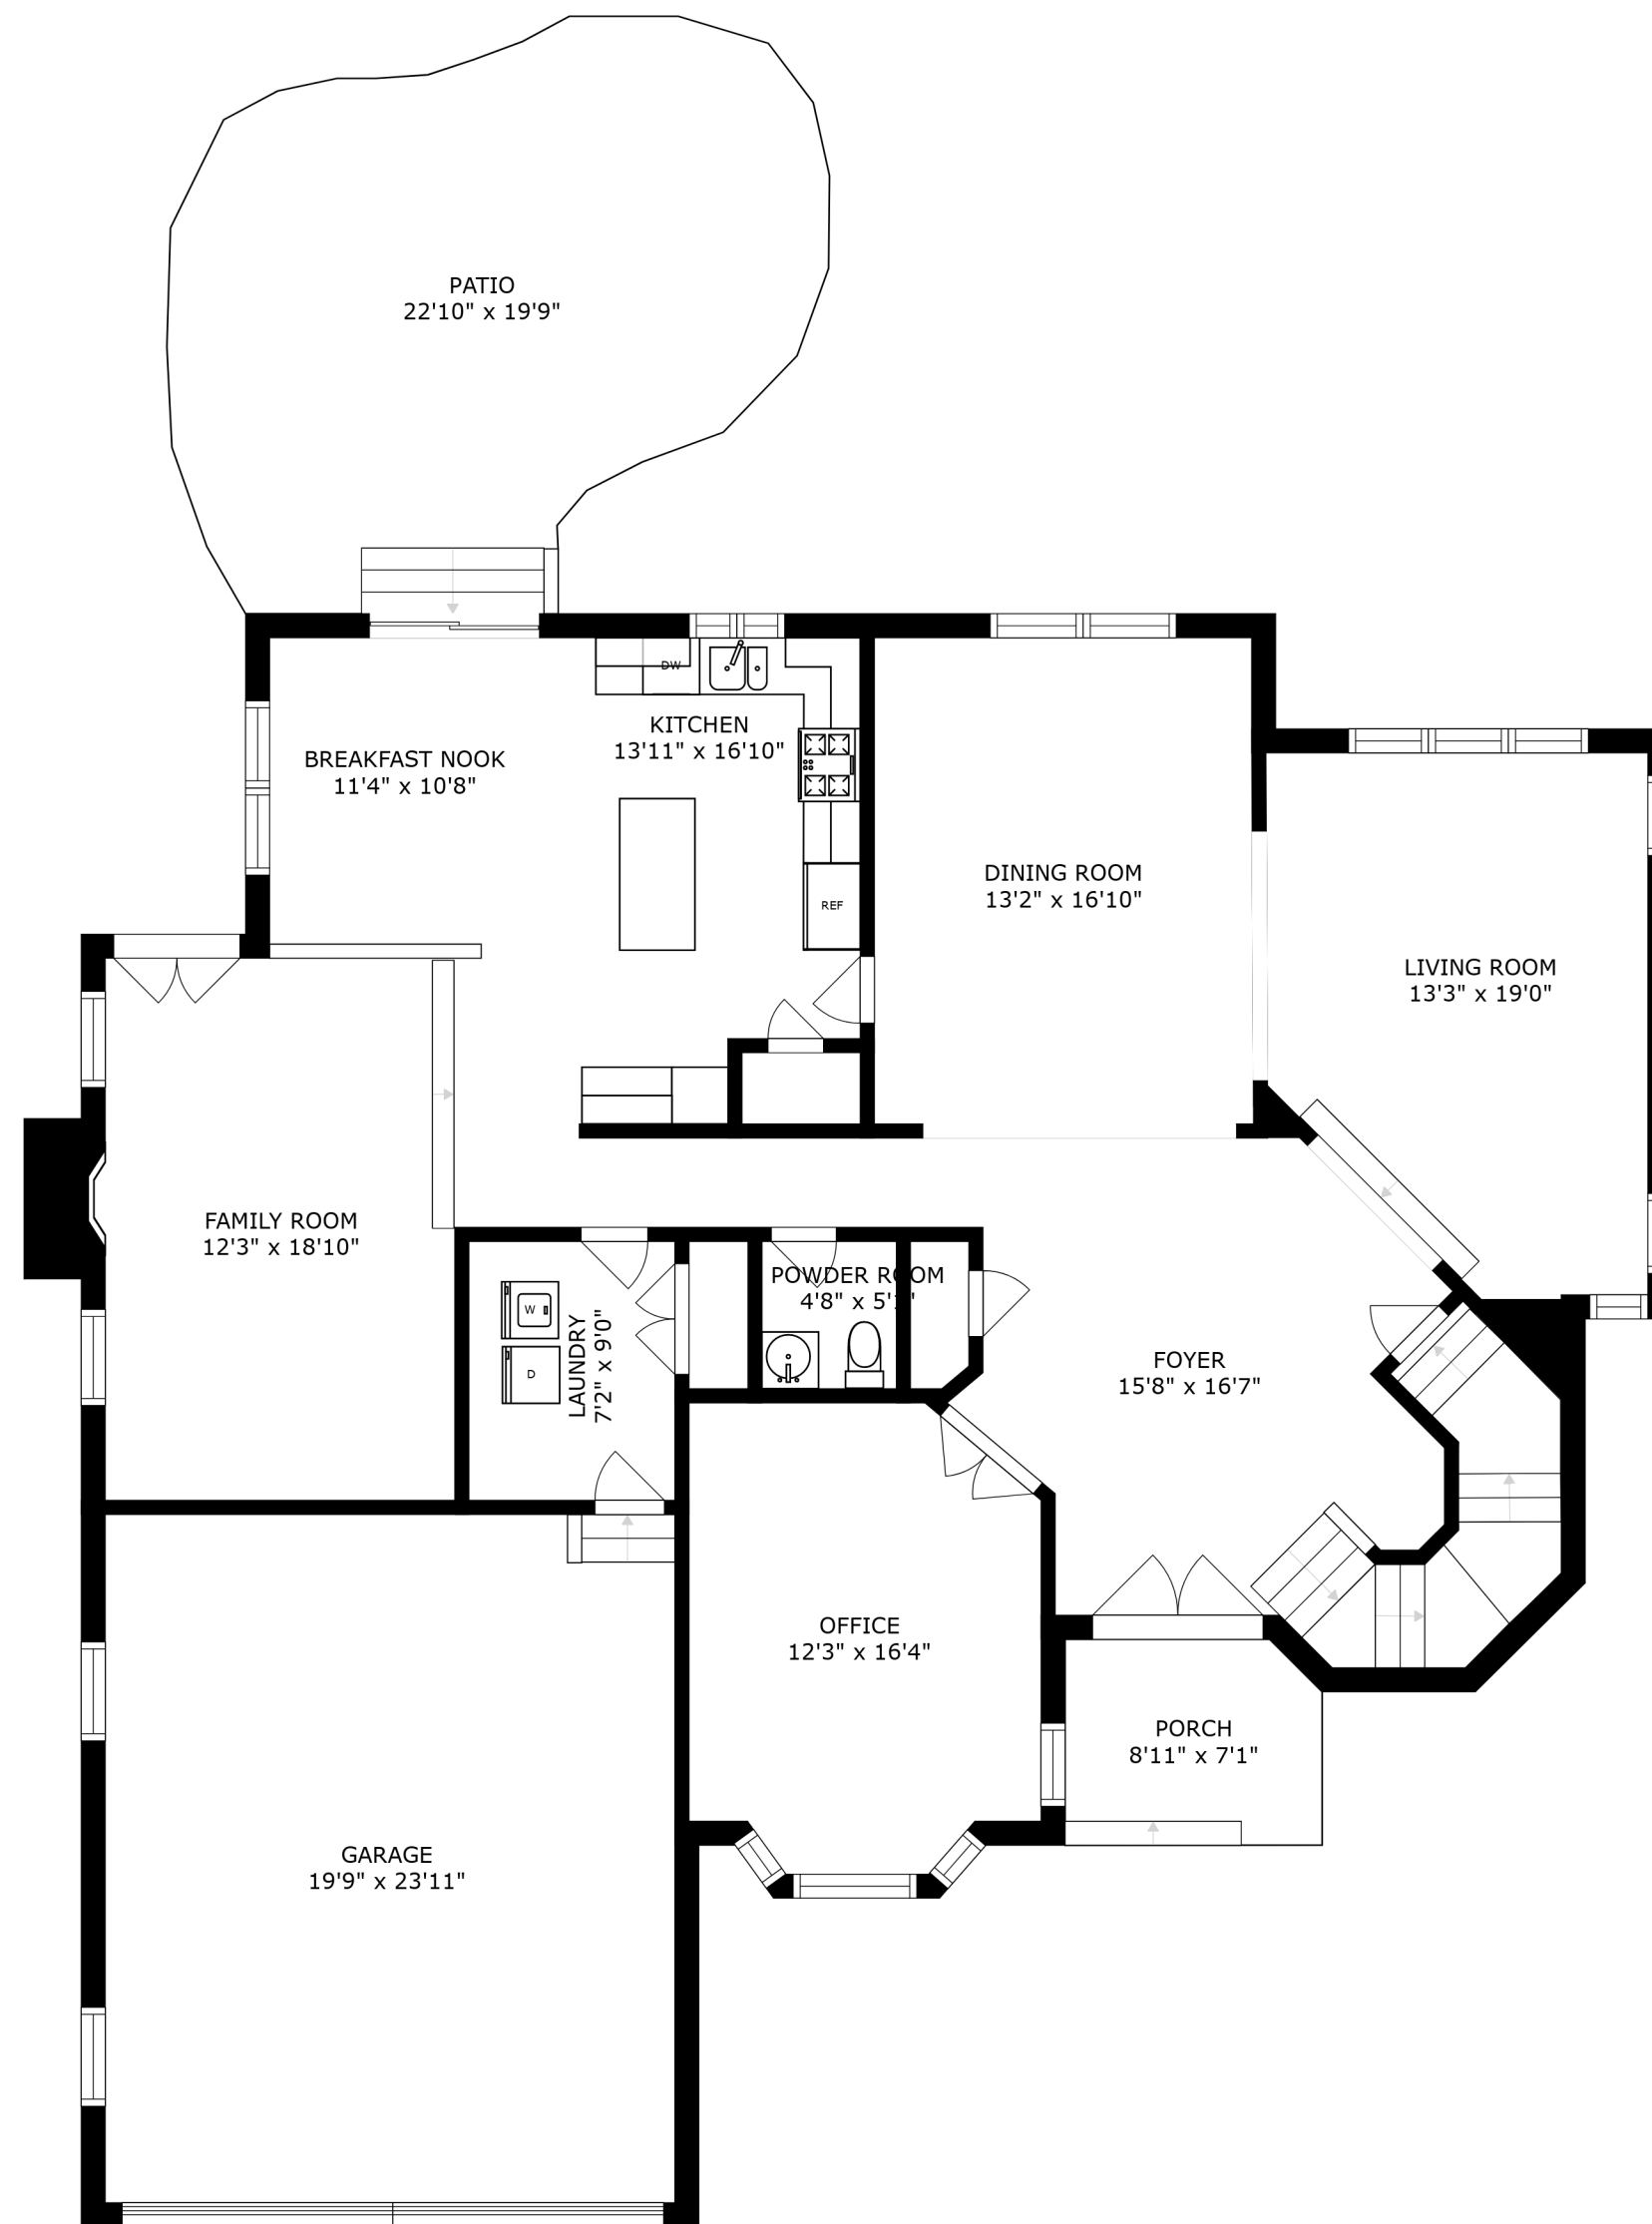 PATIO
22'10" x 19'9"
DW
KITCHEN
13'11" x 16'10"
BREAKFAST NOOK
11'4" x 10'8"
REF
DINING ROOM
13'2" x 16'10"
LIVING ROOM
13'3" x 19'0"
FAMILY ROOM
12'3" x 18'10"
W
D
LAUNDRY
7'2" x 9'0"
POWDER ROOM
4'8" x
FOYER
15'8" x 16'7"
OFFICE
12'3" x 16'4"
PORCH
8'11" x 7'1"
GARAGE
19'9" x 23'11"